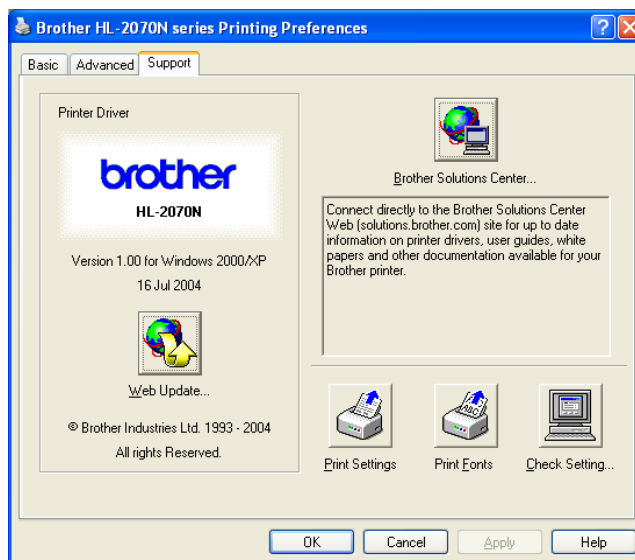 Brother HL-2070N series Printing Preferences
Basic
Advanced
Support
Printer Driver
brother
HL-2070N
Version 1.00 for Windows 2000/XP
16 Jul 2004
Web Update...
© Brother Industries Ltd. 1993 - 2004
All rights Reserved.
Brother Solutions Center...
Connect directly to the Brother Solutions Center
Web (solutions.brother.com) site for up to date
information on printer drivers, user guides, white
papers and other documentation available for your
Brother printer.
Print Settings
Print Fonts
Check Setting...
OK
Cancel
Apply
Help